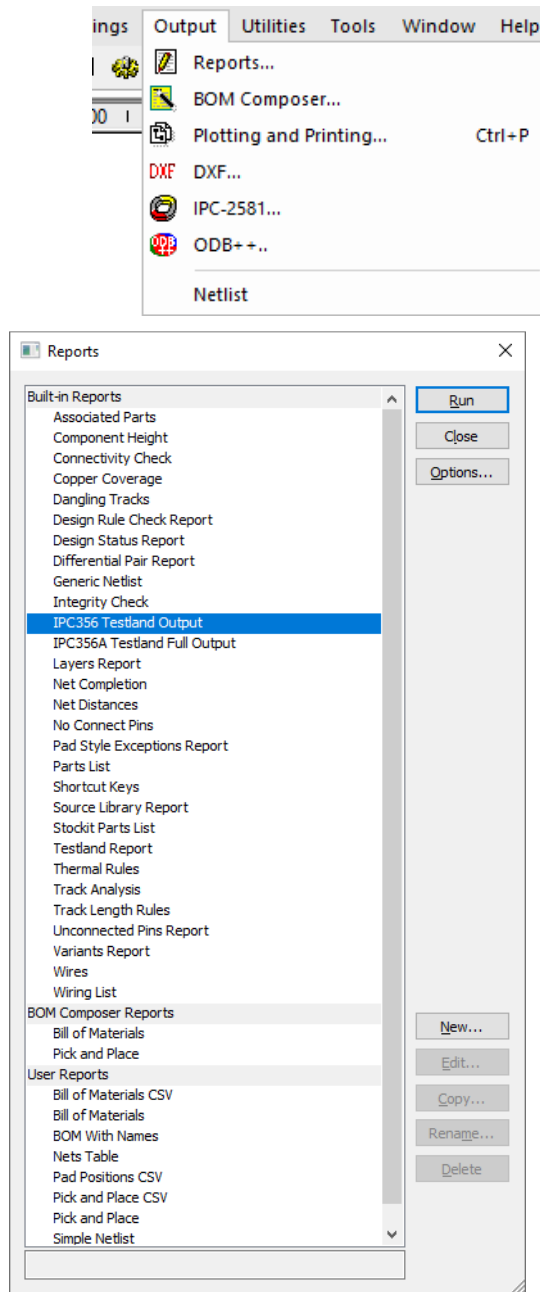 ings Output Utilities Tools Window Help
Reports...
00
BOM Composer...
Plotting and Printing... Ctrl+P
DXF DXF...
IPC-2581...
ODB++..
Netlist
Reports
Built-in Reports
Associated Parts
Component Height
Connectivity Check
Copper Coverage
Dangling Tracks
Design Rule Check Report
Design Status Report
Differential Pair Report
Generic Netlist
Integrity Check
IPC356 Testland Output
IPC356A Testland Full Output
Layers Report
Net Completion
Net Distances
No Connect Pins
Pad Style Exceptions Report
Parts List
Shortcut Keys
Source Library Report
Stockit Parts List
Testland Report
Thermal Rules
Track Analysis
Track Length Rules
Unconnected Pins Report
Variants Report
Wires
Wiring List
BOM Composer Reports
Bill of Materials
Pick and Place
User Reports
Bill of Materials CSV
Bill of Materials
BOM With Names
Nets Table
Pad Positions CSV
Pick and Place CSV
Pick and Place
Simple Netlist
Run
Close
Options...
New...
Edit...
Copy...
Rename...
Delete